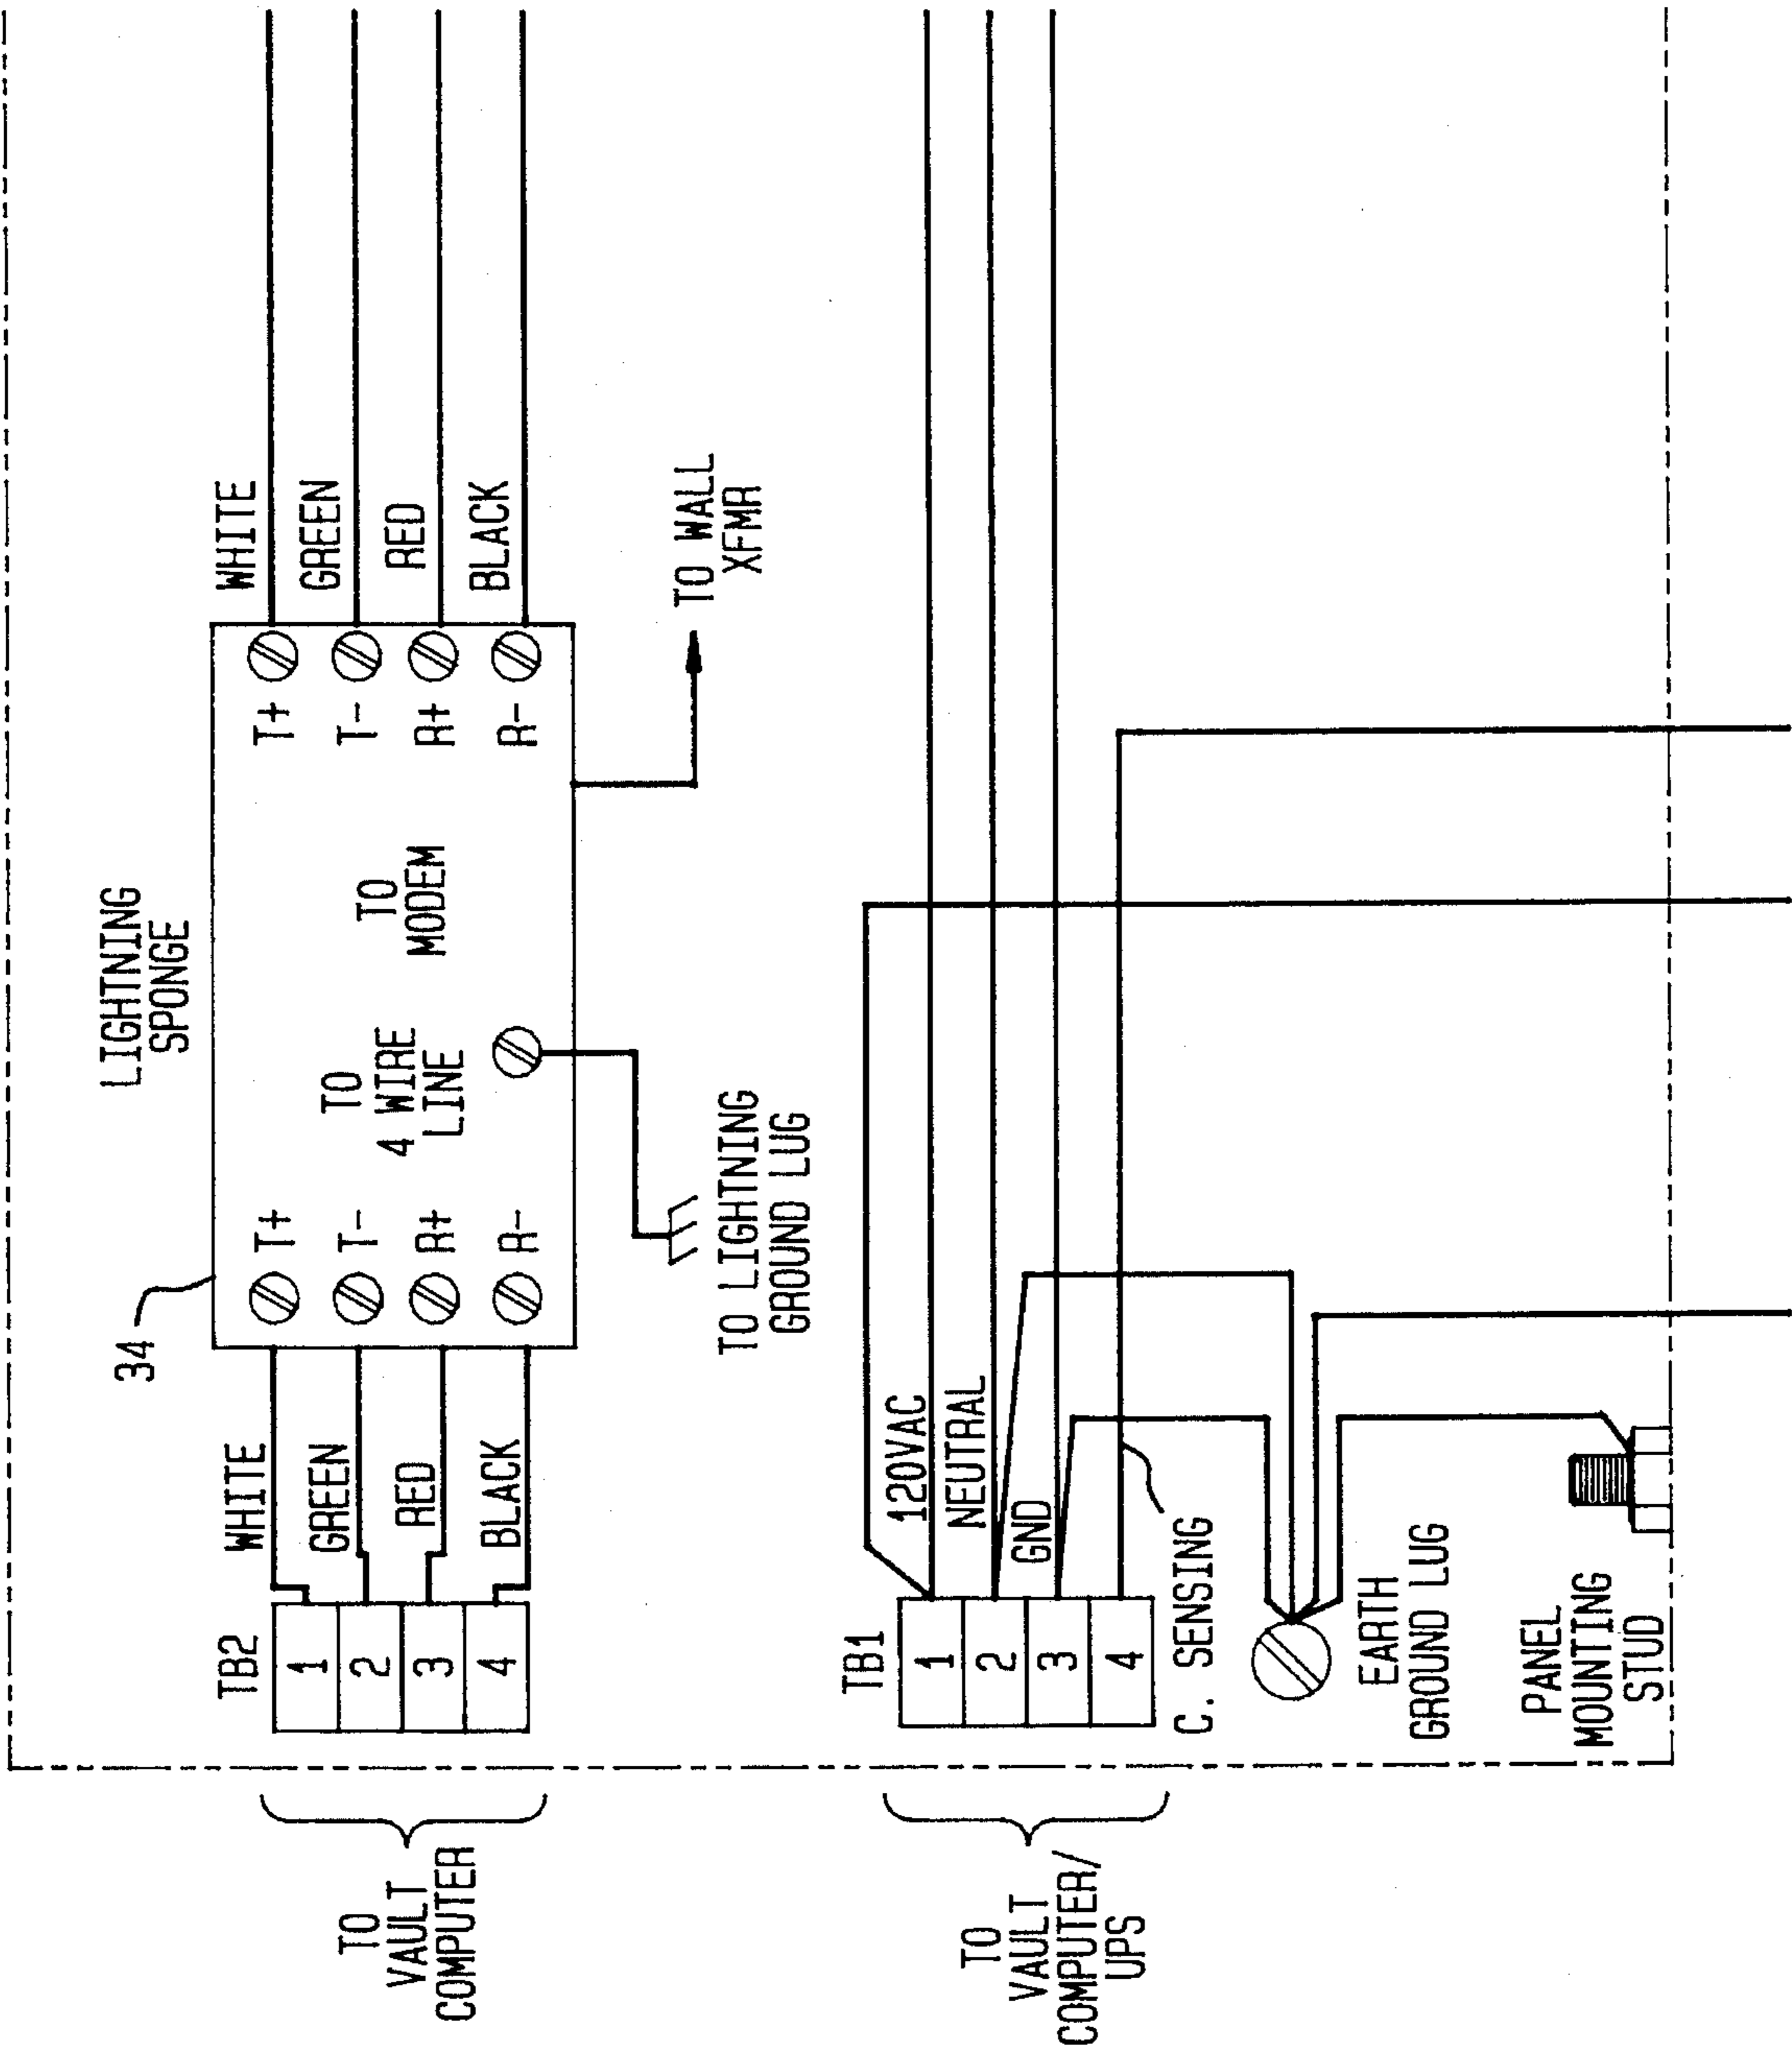 TO
VAULT
COMPUTER
TB2
1
2
3
4
WHITE
GREEN
RED
BLACK
34
LIGHTNING
SPONGE
T+
T-
R+
R-
TO
4 WIRE
LINE
TO
MODEM
T+
T-
R+
R-
WHITE
GREEN
RED
BLACK
TO LIGHTNING
GROUND LUG
TO WALL
XFMR
TO
VAULT
COMPUTER/
UPS
TB1
1
2
3
4
120VAC
NEUTRAL
GND
C. SENSING
EARTH
GROUND LUG
PANEL
MOUNTING
STUD